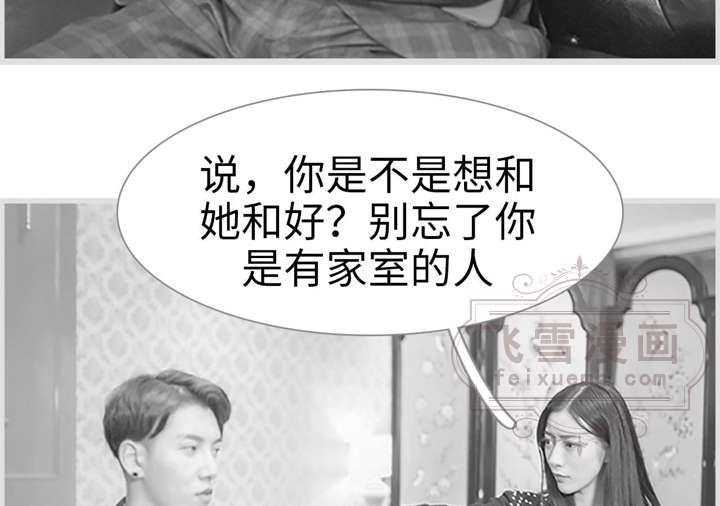 说，你是不是想和
她和好？别忘了你
是有家室的人
飞雪漫画
feixuemh.com